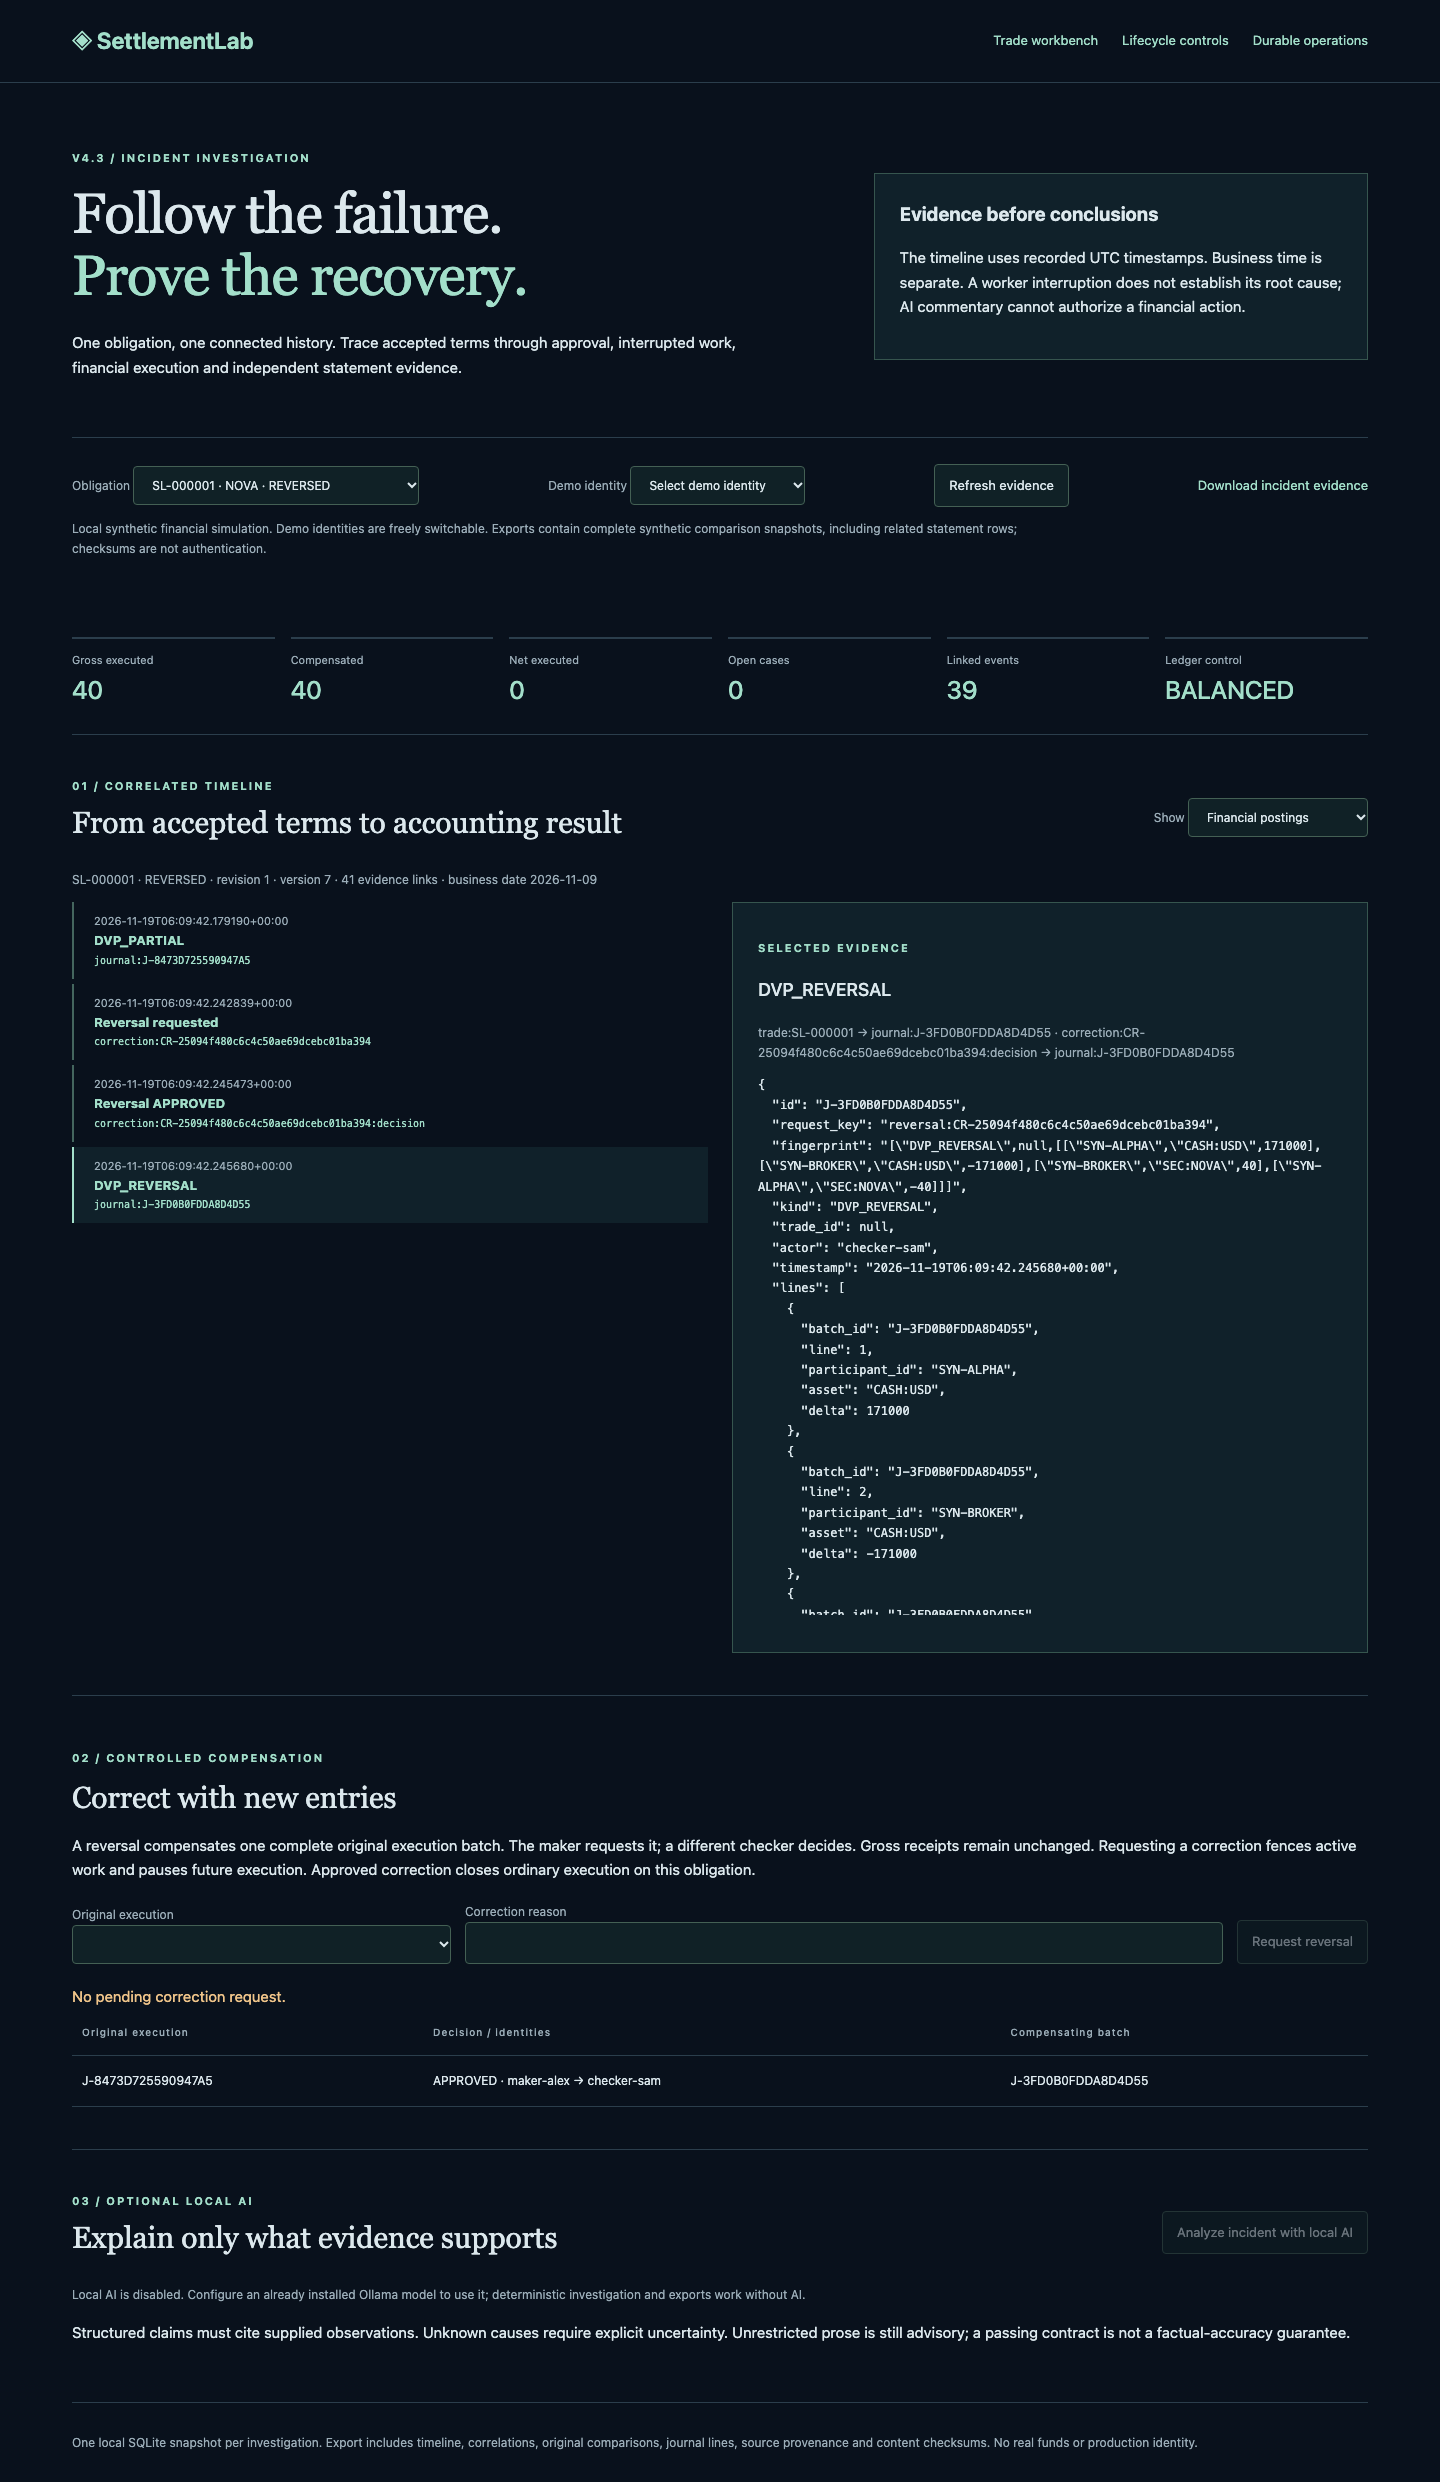 ◈ SettlementLab
Trade workbench Lifecycle controls Durable operations
V4.3 / INCIDENT INVESTIGATION
Follow the failure.
Prove the recovery.
One obligation, one connected history. Trace accepted terms through approval, interrupted work,
financial execution and independent statement evidence.
Evidence before conclusions
The timeline uses recorded UTC timestamps. Business time is
separate. A worker interruption does not establish its root cause;
AI commentary cannot authorize a financial action.
Obligation SL-000001 · NOVA · REVERSED Demo identity Select demo identity Refresh evidence Download incident evidence
Local synthetic financial simulation. Demo identities are freely switchable. Exports contain complete synthetic comparison snapshots, including related statement rows;
checksums are not authentication.
Gross executed Compensated Net executed Open cases Linked events Ledger control
40 40 0 0 39 BALANCED
01 / CORRELATED TIMELINE
From accepted terms to accounting result
Show Financial postings
SL-000001 · REVERSED · revision 1 · version 7 · 41 evidence links · business date 2026-11-09
2026-11-19T06:09:42.179190+00:00
DVP_PARTIAL
journal:J-8473D725590947A5
2026-11-19T06:09:42.242839+00:00
Reversal requested
correction:CR-25094f480c6c4c50ae69dcebc01ba394
2026-11-19T06:09:42.245473+00:00
Reversal APPROVED
correction:CR-25094f480c6c4c50ae69dcebc01ba394:decision
2026-11-19T06:09:42.245680+00:00
DVP_REVERSAL
journal:J-3FD0B0FDDA8D4D55
SELECTED EVIDENCE
DVP_REVERSAL
trade:SL-000001 → journal:J-3FD0B0FDDA8D4D55 · correction:CR-
25094f480c6c4c50ae69dcebc01ba394:decision → journal:J-3FD0B0FDDA8D4D55
{
"id": "J-3FD0B0FDDA8D4D55",
"request_key": "reversal:CR-25094f480c6c4c50ae69dcebc01ba394",
"fingerprint": "[\"DVP_REVERSAL\",null,[[\"SYN-ALPHA\",\"CASH:USD\",171000],
[\"SYN-BROKER\",\"CASH:USD\",-171000],[\"SYN-BROKER\",\"SEC:NOVA\",40],[\"SYN-
ALPHA\",\"SEC:NOVA\",-40]]]",
"kind": "DVP_REVERSAL",
"trade_id": null,
"actor": "checker-sam",
"timestamp": "2026-11-19T06:09:42.245680+00:00",
"lines": [
{
"batch_id": "J-3FD0B0FDDA8D4D55",
"line": 1,
"participant_id": "SYN-ALPHA",
"asset": "CASH:USD",
"delta": 171000
},
{
"batch_id": "J-3FD0B0FDDA8D4D55",
"line": 2,
"participant_id": "SYN-BROKER",
"asset": "CASH:USD",
"delta": -171000
},
{
"batch_id": "J-3FD0B0FDDA8D4D55"
02 / CONTROLLED COMPENSATION
Correct with new entries
A reversal compensates one complete original execution batch. The maker requests it; a different checker decides. Gross receipts remain unchanged. Requesting a correction fences active
work and pauses future execution. Approved correction closes ordinary execution on this obligation.
Original execution Correction reason
Request reversal
No pending correction request.
Original execution Decision / identities Compensating batch
J-8473D725590947A5 APPROVED · maker-alex → checker-sam J-3FD0B0FDDA8D4D55
03 / OPTIONAL LOCAL AI
Explain only what evidence supports
Analyze incident with local AI
Local AI is disabled. Configure an already installed Ollama model to use it; deterministic investigation and exports work without AI.
Structured claims must cite supplied observations. Unknown causes require explicit uncertainty. Unrestricted prose is still advisory; a passing contract is not a factual-accuracy guarantee.
One local SQLite snapshot per investigation. Export includes timeline, correlations, original comparisons, journal lines, source provenance and content checksums. No real funds or production identity.